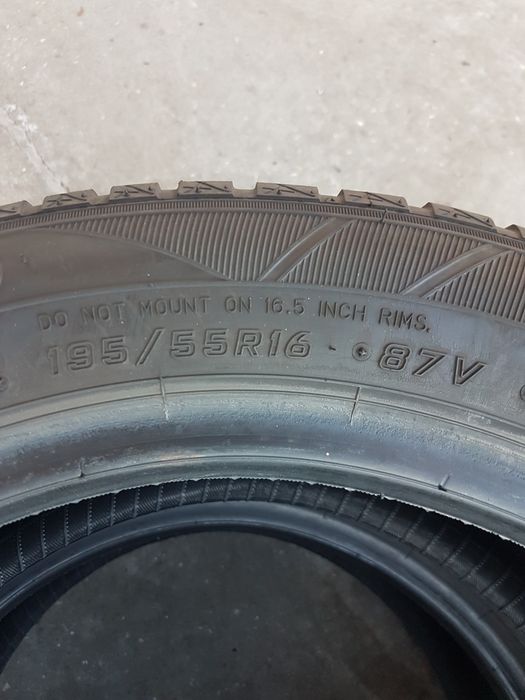 DO NOT MOUNT ON 16.5 INCH RIMS.
195/55R16 87V